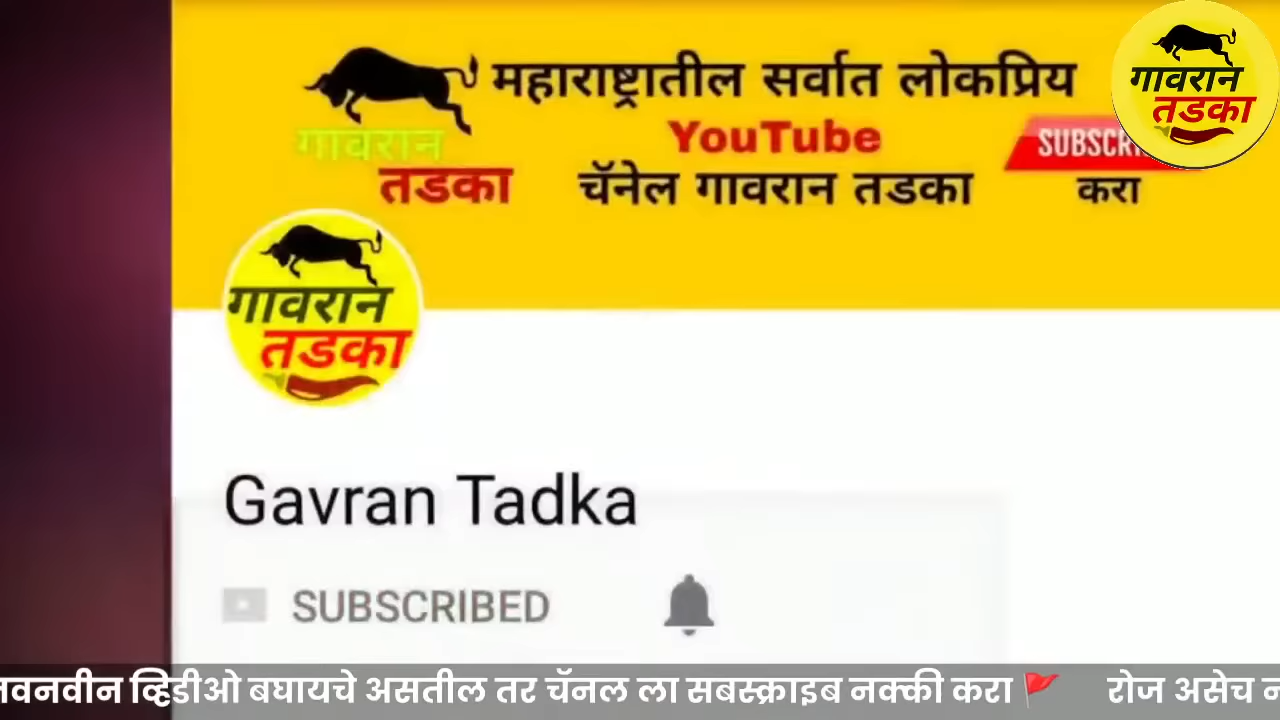 महाराष्ट्रातील सर्वात लोकप्रिय
YouTube
चॅनेल गावरान तडका
गावरान
तडका
करा
गावरान
तडका
गावरान
तडका
Gavran Tadka
SUBSCRIBED
व्हिडीओ बघायचे असतील तर चॅनल ला सबस्क्राइब नक्की करा 🚩 रोज असेच